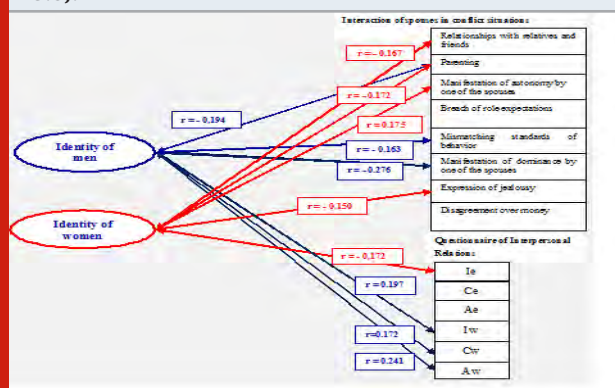 Interaction of spouses in conflict situations
Relationships with relatives and
friends
Parenting
Manifestation of autonomy by
one of the spouses
Breach of role expectations
Mismatching standards of
behavior
Manifestation of dominance by
one of the spouses
Expression of jealousy
Disagreement over money
r = - 0,167
r = - 0,172
r = 0.175
r = - 0,194
r = - 0,163
r = -0,276
Identity of
men
r = - 0,150
Identity of
women
r = - 0,172
Questionnaire of Interpersonal
Relations
Ie
Ce
Ae
Iw
Cw
Aw
r = 0.197
r=0.172
r = 0.241